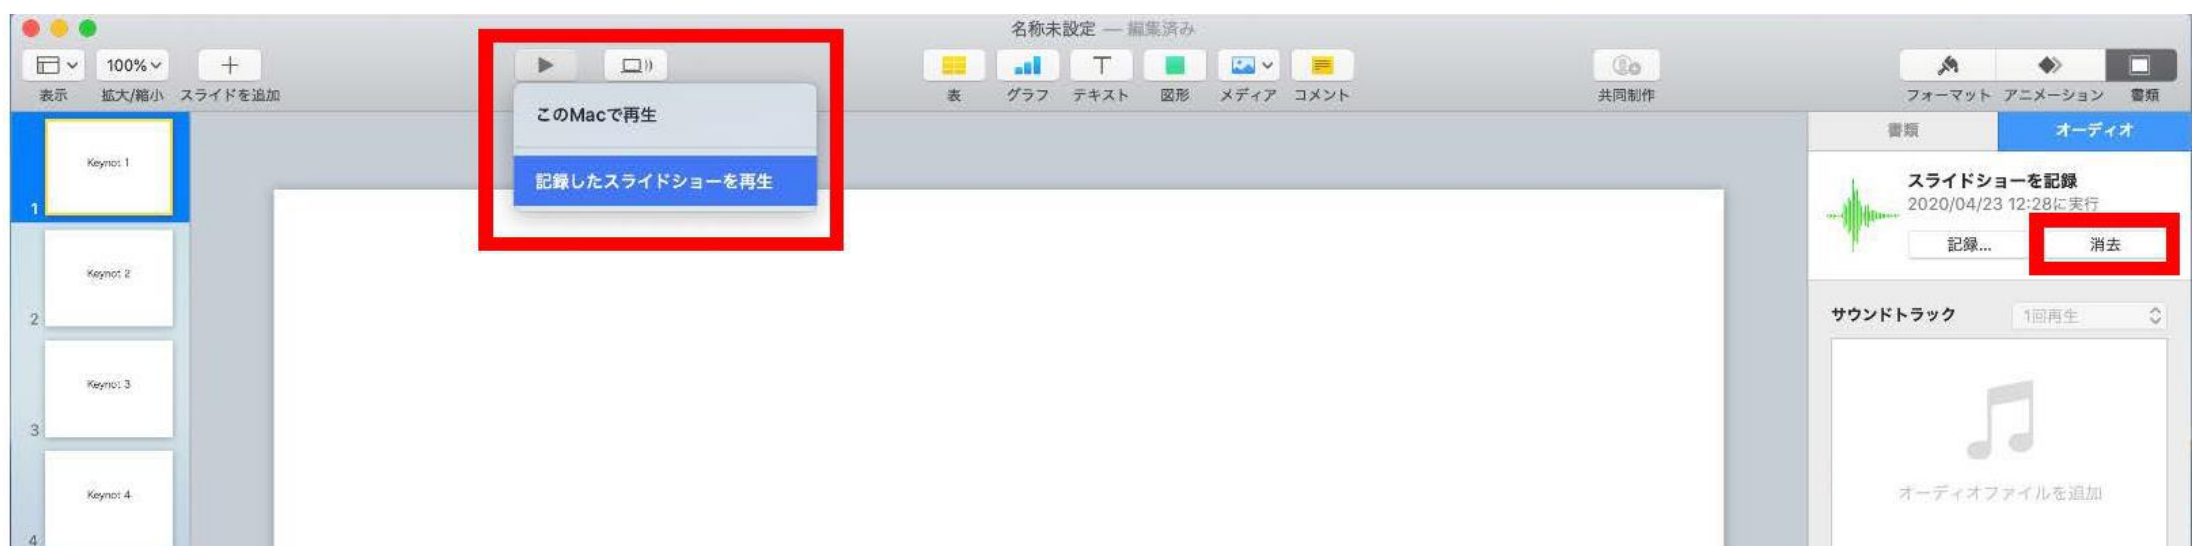 名称未設定 — 編集済み
100%
表示 拡大/縮小 スライドを追加
表 グラフ テキスト 図形 メディア コメント
共同制作
フォーマット アニメーション 書類
このMacで再生
記録したスライドショーを再生
Keynot 1
1
Keynot 2
2
Keynot 3
3
Keynot 4
4
書類 オーディオ
スライドショーを記録
2020/04/23 12:28に実行
記録... 消去
サウンドトラック 1回再生
オーディオファイルを追加